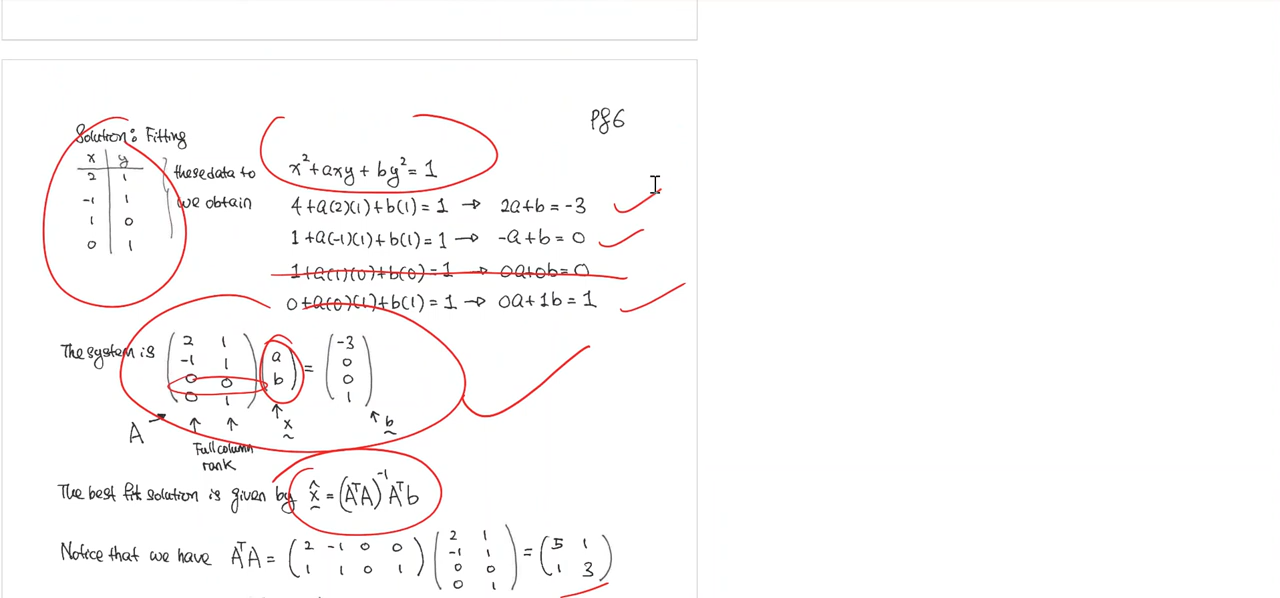 P86
Solution: Fitting
x | y
2 | 1
-1 | 1
1 | 0
0 | 1
these data to
we obtain
x² + axy + by² = 1
4 + a(2)(1) + b(1) = 1 → 2a + b = -3
1 + a(-1)(1) + b(1) = 1 → -a + b = 0
1 + a(1)(0) + b(0) = 1 → 0a + 0b = 0
0 + a(0)(1) + b(1) = 1 → 0a + 1b = 1
The system is ( 2 1 ; -1 1 ; 0 0 ; 0 1 ) ( a ; b ) = ( -3 ; 0 ; 0 ; 1 )
A → ↑ ↑ ↑ x ↑ b
Full column
rank
The best fit solution is given by x̂ = (AᵀA)⁻¹Aᵀb
Notice that we have AᵀA = ( 2 -1 0 0 ; 1 1 0 1 ) ( 2 1 ; -1 1 ; 0 0 ; 0 1 ) = ( 5 1 ; 1 3 )